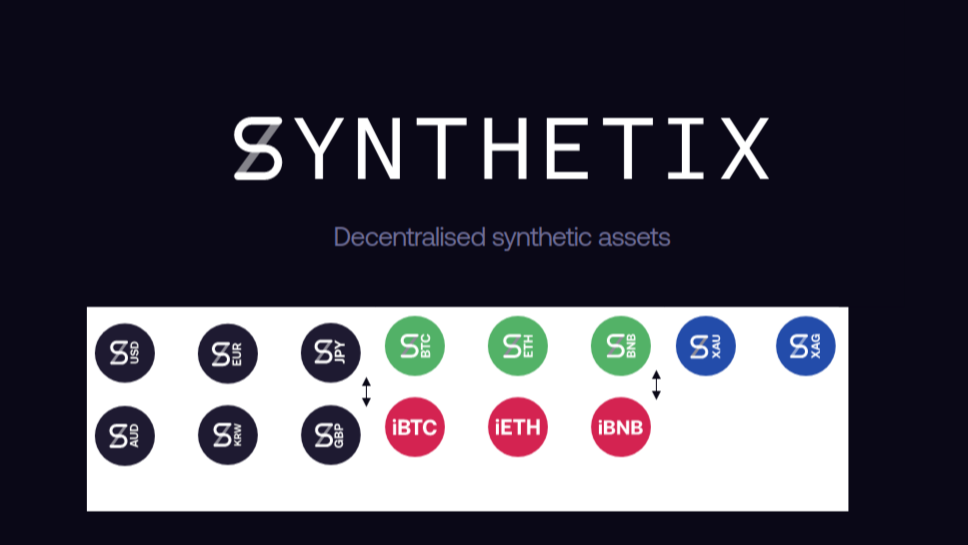 SYNTHETIX
Decentralised synthetic assets
S USD S EUR S JPY S BTC S ETH S BNB S XAU S XAG
S AUD S KRW S GBP iBTC iETH iBNB